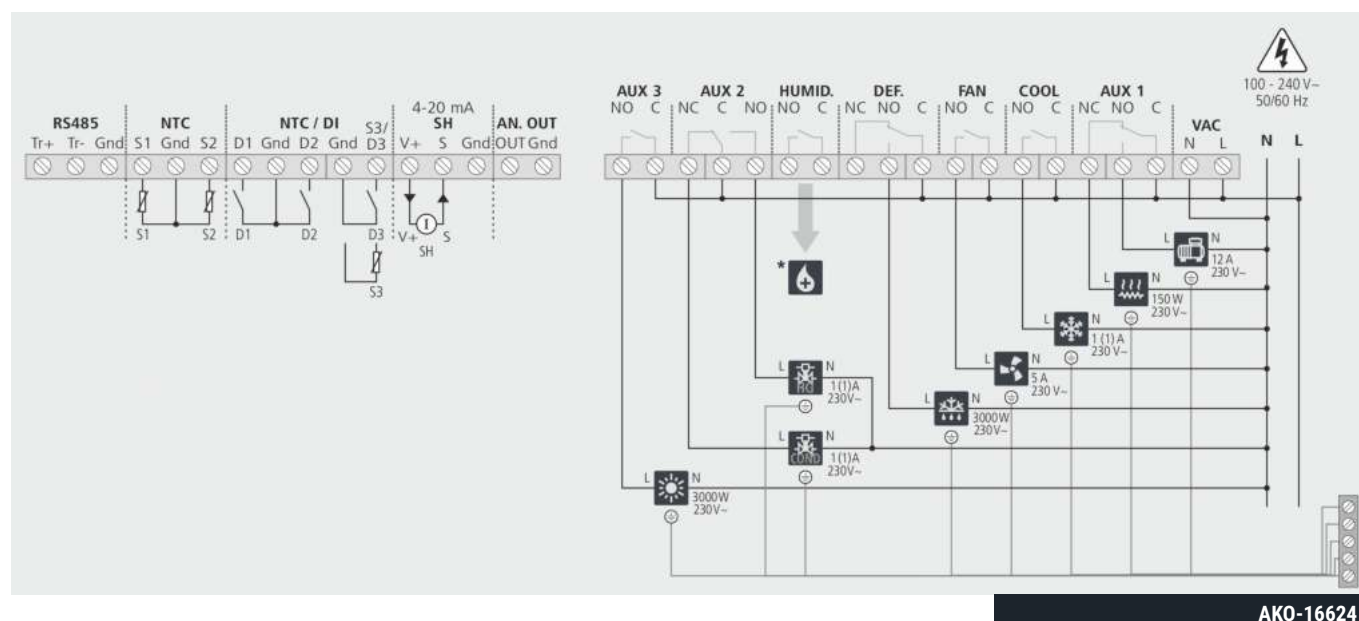 100 - 240 V~
50/60 Hz
AUX 3 AUX 2 HUMID. DEF. FAN COOL AUX 1
NO C NC C NO NO C NC NO C NO C NO C NC NO C
VAC
N L
N L
4-20 mA
RS485 NTC NTC / DI SH AN. OUT
Tr+ Tr- Gnd S1 Gnd S2 D1 Gnd D2 Gnd S3/ D3 V+ S Gnd OUT Gnd
S1 S2 D1 D2 D3 V+ I S
SH
S3
L N
12 A
230 V~
L N
150 W
230 V~
L N
1 (1) A
230 V~
L N
5 A
230 V~
L N
3000W
230V~
*
L N
HG
1 (1)A
230V~
L N
COND
1 (1)A
230V~
L N
3000W
230V~
AKO-16624